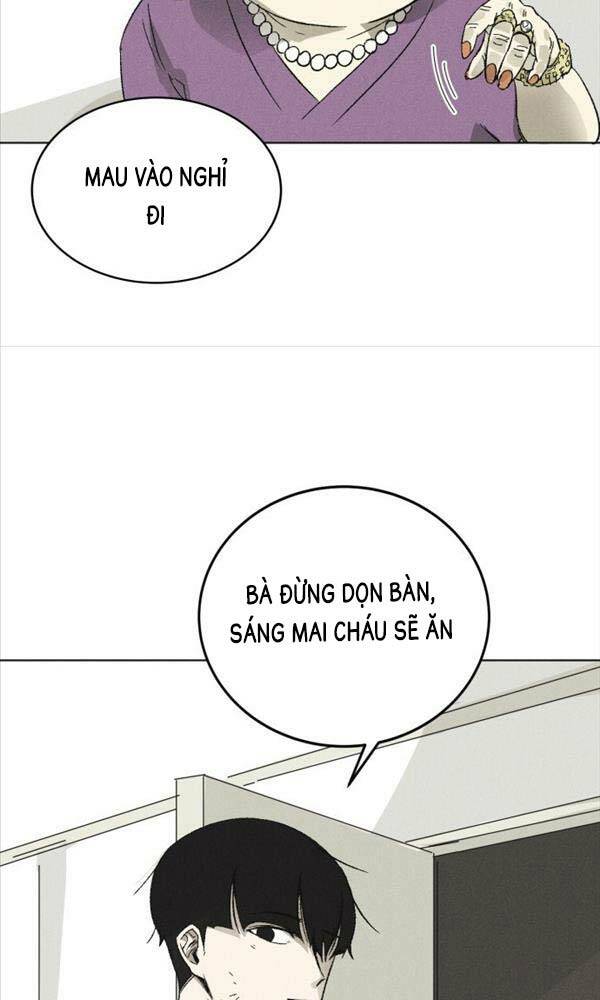 MAU VÀO NGHỈ
ĐI
BÀ ĐỪNG DỌN BÀN,
SÁNG MAI CHÁU SẼ ĂN